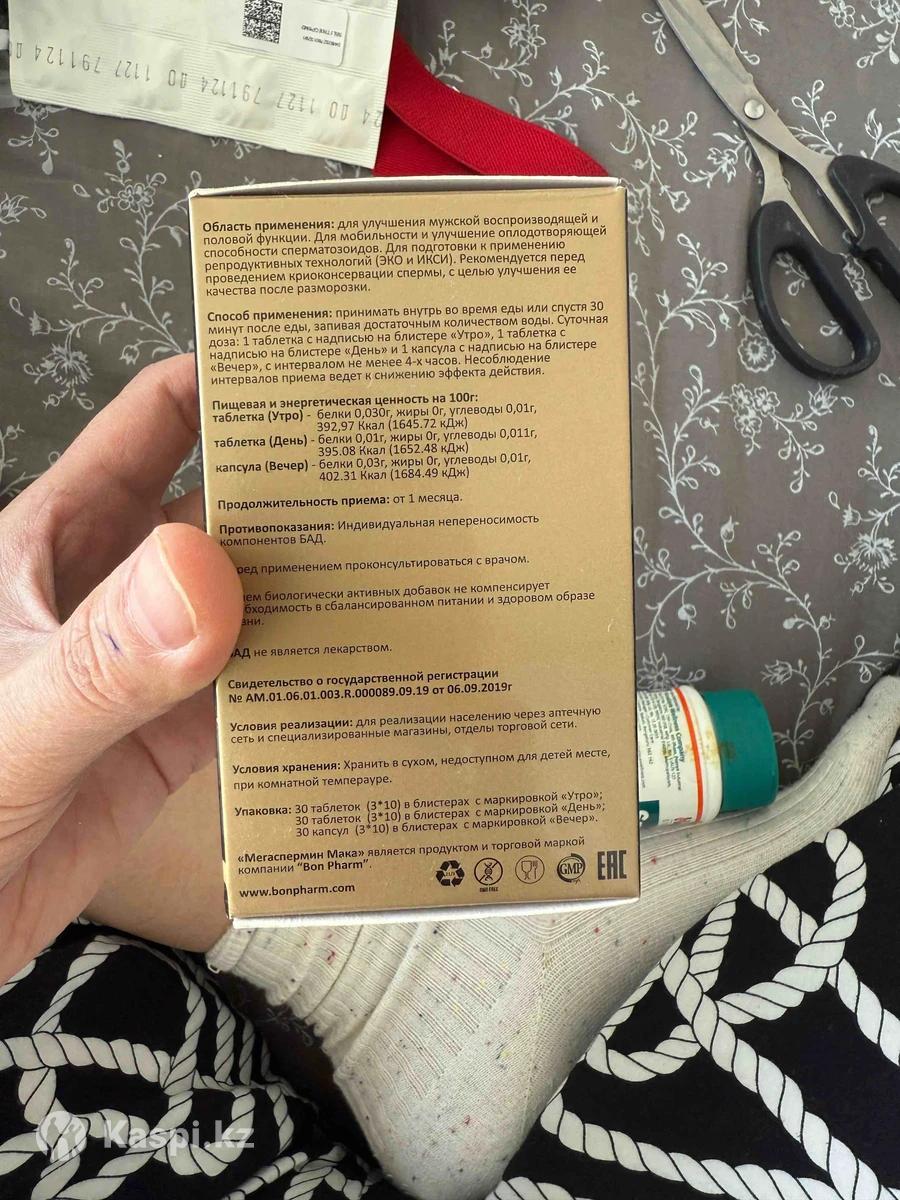 Область применения: для улучшения мужской воспроизводящей и
половой функции. Для мобильности и улучшение оплодотворяющей
способности сперматозоидов. Для подготовки к применению
репродуктивных технологий (ЭКО и ИКСИ). Рекомендуется перед
проведением криоконсервации спермы, с целью улучшения ее
качества после разморозки.
Способ применения: принимать внутрь во время еды или спустя 30
минут после еды, запивая достаточным количеством воды. Суточная
доза: 1 таблетка с надписью на блистере «Утро», 1 таблетка с
надписью на блистере «День» и 1 капсула с надписью на блистере
«Вечер», с интервалом не менее 4-х часов. Несоблюдение
интервалов приема ведет к снижению эффекта действия.
Пищевая и энергетическая ценность на 100г:
таблетка (Утро) - белки 0,030г, жиры 0г, углеводы 0,01г,
392,97 Ккал (1645.72 кДж)
таблетка (День) - белки 0,01г, жиры 0г, углеводы 0,011г,
395.08 Ккал (1652.48 кДж)
капсула (Вечер) - белки 0,03г, жиры 0г, углеводы 0,01г,
402.31 Ккал (1684.49 кДж)
Продолжительность приема: от 1 месяца.
Противопоказания: Индивидуальная непереносимость
компонентов БАД.
ред применением проконсультироваться с врачом.
ем биологически активных добавок не компенсирует
бходимость в сбалансированном питании и здоровом образе
зни.
АД не является лекарством.
Свидетельство о государственной регистрации
№ AM.01.06.01.003.R.000089.09.19 от 06.09.2019г
Условия реализации: для реализации населению через аптечную
сеть и специализированные магазины, отделы торговой сети.
Условия хранения: Хранить в сухом, недоступном для детей месте,
при комнатной темперауре.
Упаковка: 30 таблеток (3*10) в блистерах с маркировкой «Утро»;
30 таблеток (3*10) в блистерах с маркировкой «День»;
30 капсул (3*10) в блистерах с маркировкой «Вечер».
«Мегаспермин Мака» является продуктом и торговой маркой
компании “Bon Pharm”.
www.bonpharm.com
GMP
EAC
791124 ДО 1127 791124
Company
Kaspi.kz